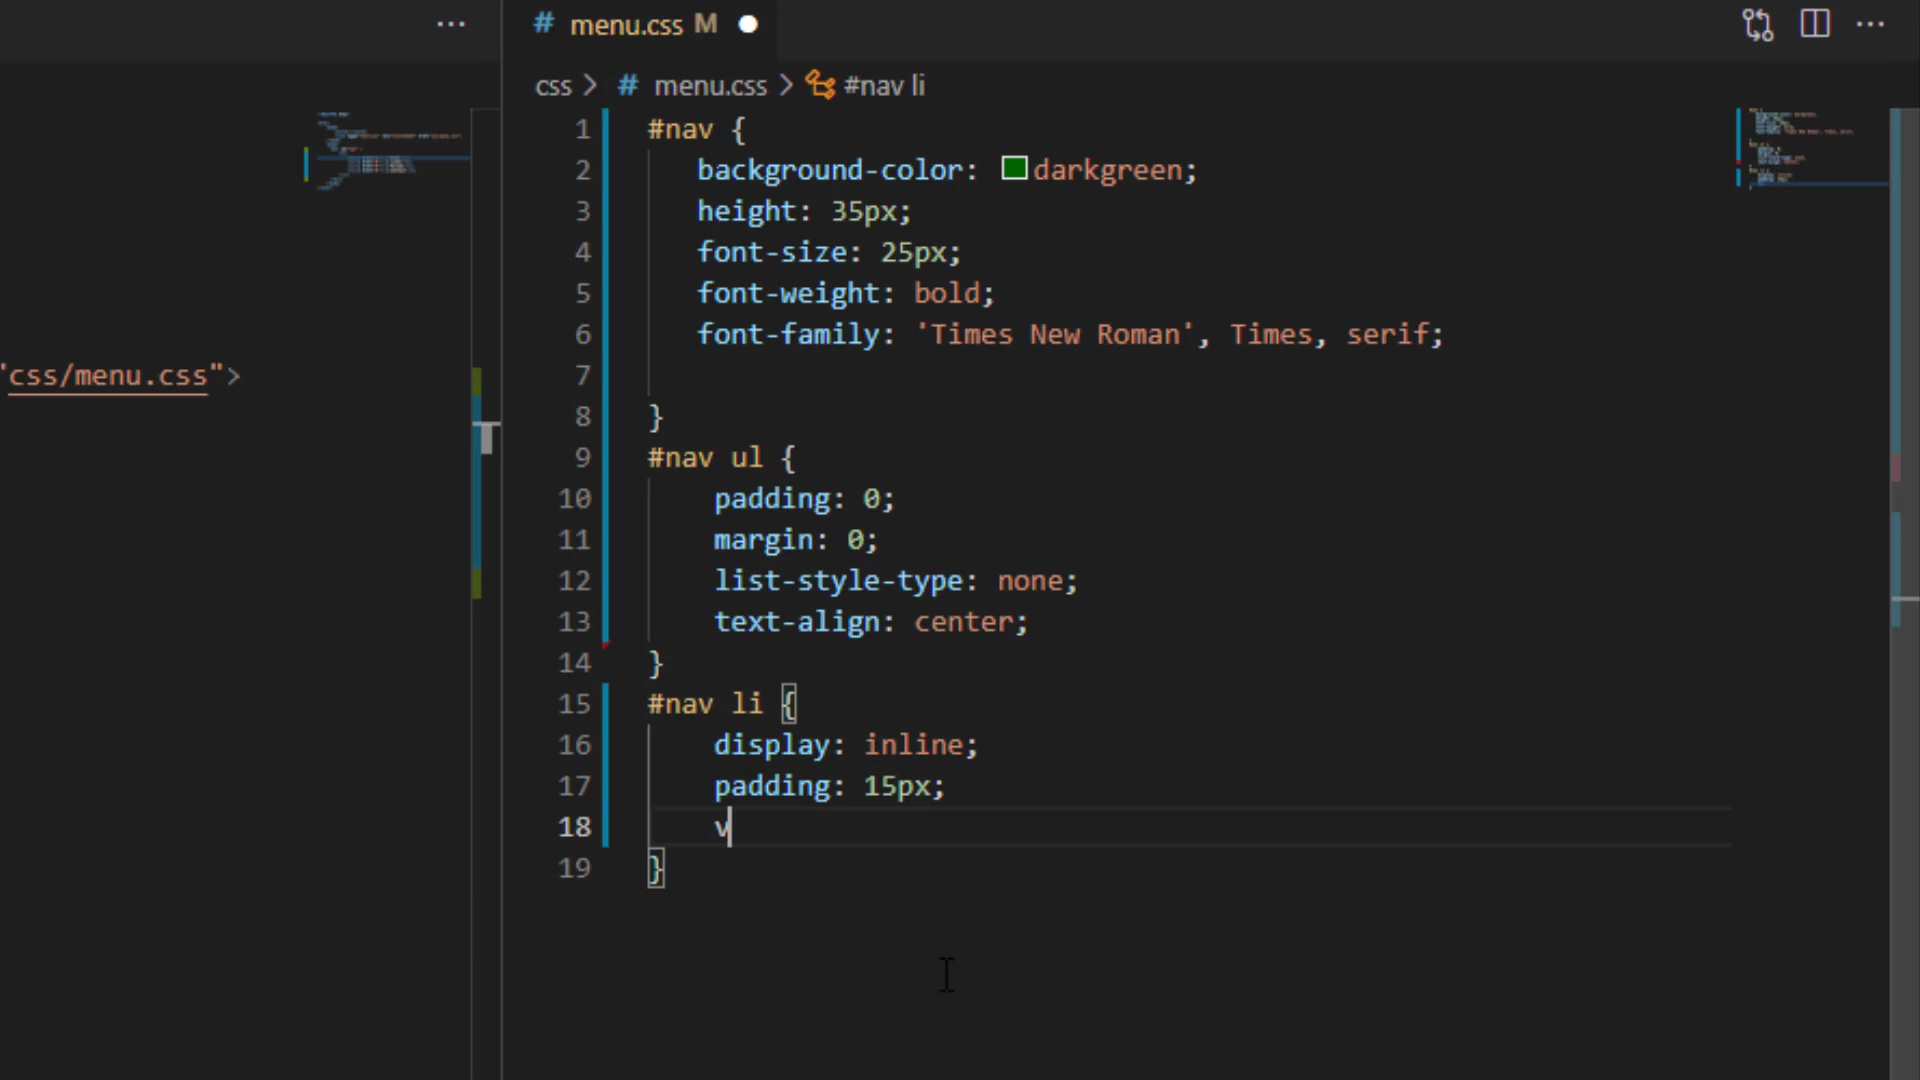 ···
# menu.css M
···
css > # menu.css > #nav li
"css/menu.css">
1 #nav {
2 background-color: darkgreen;
3 height: 35px;
4 font-size: 25px;
5 font-weight: bold;
6 font-family: 'Times New Roman', Times, serif;
7
8 }
9 #nav ul {
10 padding: 0;
11 margin: 0;
12 list-style-type: none;
13 text-align: center;
14 }
15 #nav li {
16 display: inline;
17 padding: 15px;
18 v
19 }